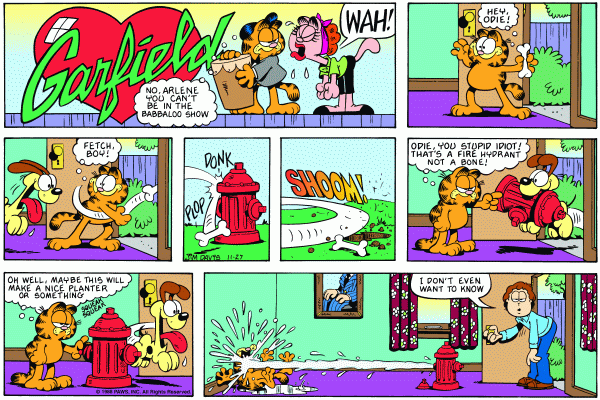 Garfield
NO, ARLENE
YOU CAN'T
BE IN THE
BABBALOO SHOW
WAH!
HEY,
ODIE!
FETCH,
BOY!
DONK
PLOP
JIM DAVIS 11-27
SHOOM!
ODIE, YOU STUPID IDIOT!
THAT'S A FIRE HYDRANT
NOT A BONE!
OH WELL, MAYBE THIS WILL
MAKE A NICE PLANTER
OR SOMETHING
SQUEAK
SQUEAK
© 1988 PAWS, INC. All Rights Reserved
I DON'T EVEN
WANT TO KNOW